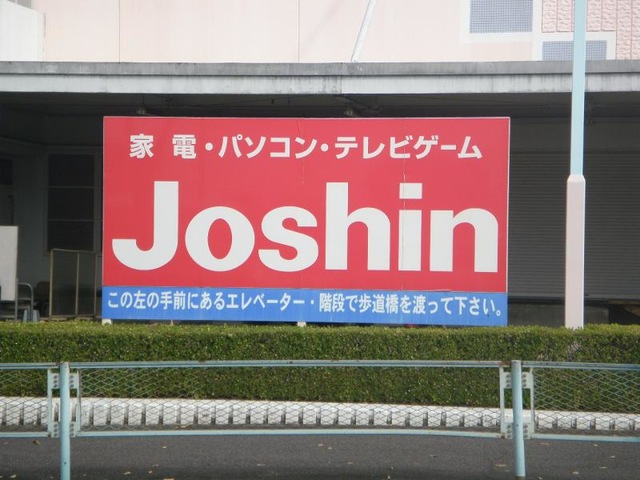 家電・パソコン・テレビゲーム
Joshin
この左の手前にあるエレベーター・階段で歩道橋を渡って下さい。